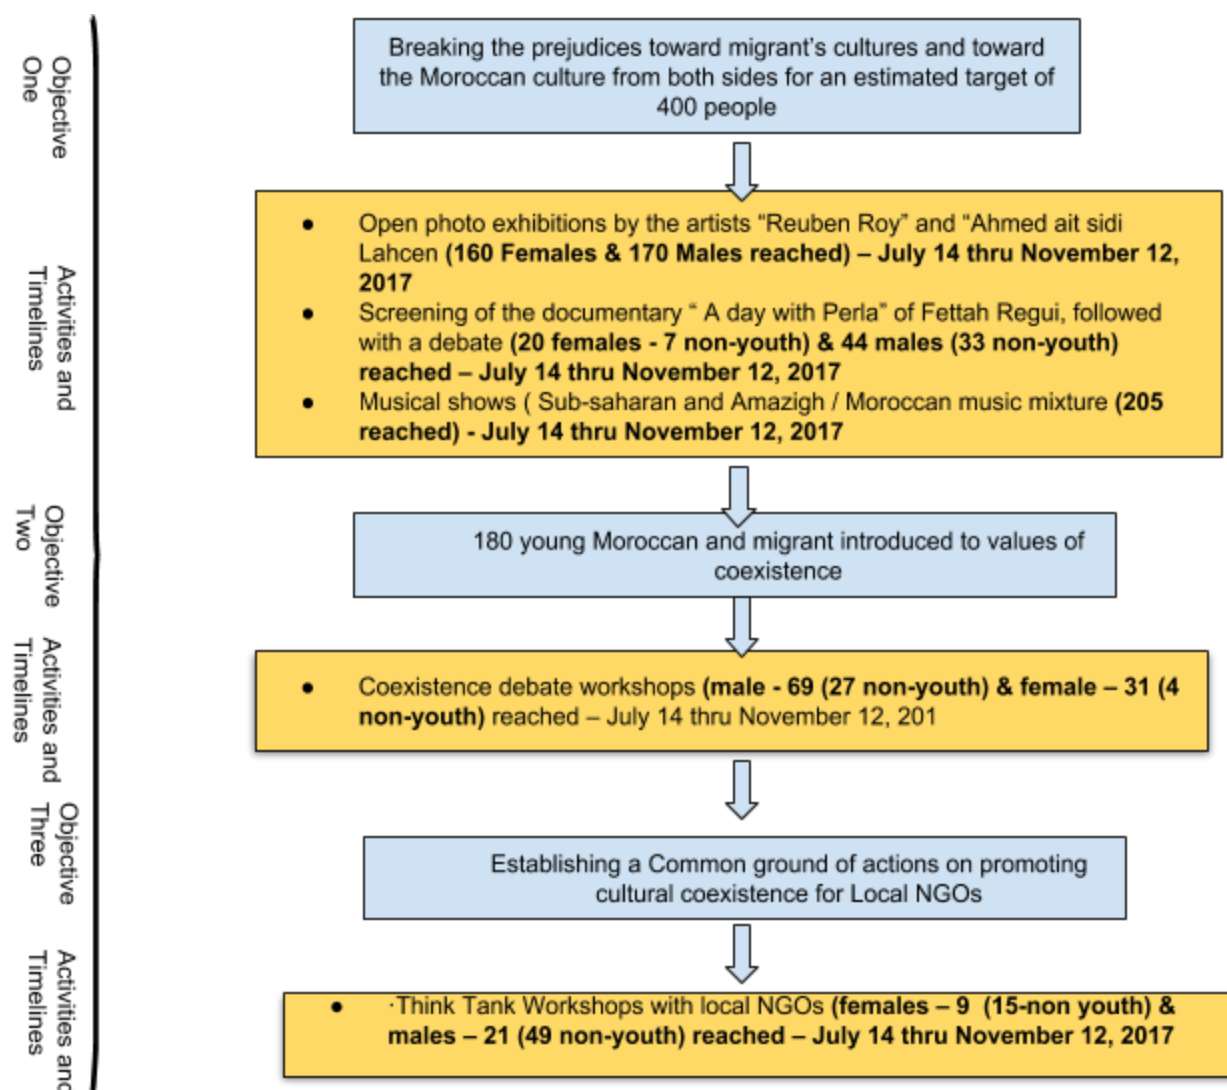 Objective
One
Breaking the prejudices toward migrant's cultures and toward
the Moroccan culture from both sides for an estimated target of
400 people
Activities and
Timelines
● Open photo exhibitions by the artists “Reuben Roy” and “Ahmed ait sidi
Lahcen (160 Females & 170 Males reached) – July 14 thru November 12,
2017
● Screening of the documentary “ A day with Perla” of Fettah Regui, followed
with a debate (20 females - 7 non-youth) & 44 males (33 non-youth)
reached – July 14 thru November 12, 2017
● Musical shows ( Sub-saharan and Amazigh / Moroccan music mixture (205
reached) - July 14 thru November 12, 2017
Objective
Two
180 young Moroccan and migrant introduced to values of
coexistence
Activities and
Timelines
● Coexistence debate workshops (male - 69 (27 non-youth) & female – 31 (4
non-youth) reached – July 14 thru November 12, 201
Objective
Three
Establishing a Common ground of actions on promoting
cultural coexistence for Local NGOs
Activities and
Timelines
● ·Think Tank Workshops with local NGOs (females – 9 (15-non youth) &
males – 21 (49 non-youth) reached – July 14 thru November 12, 2017